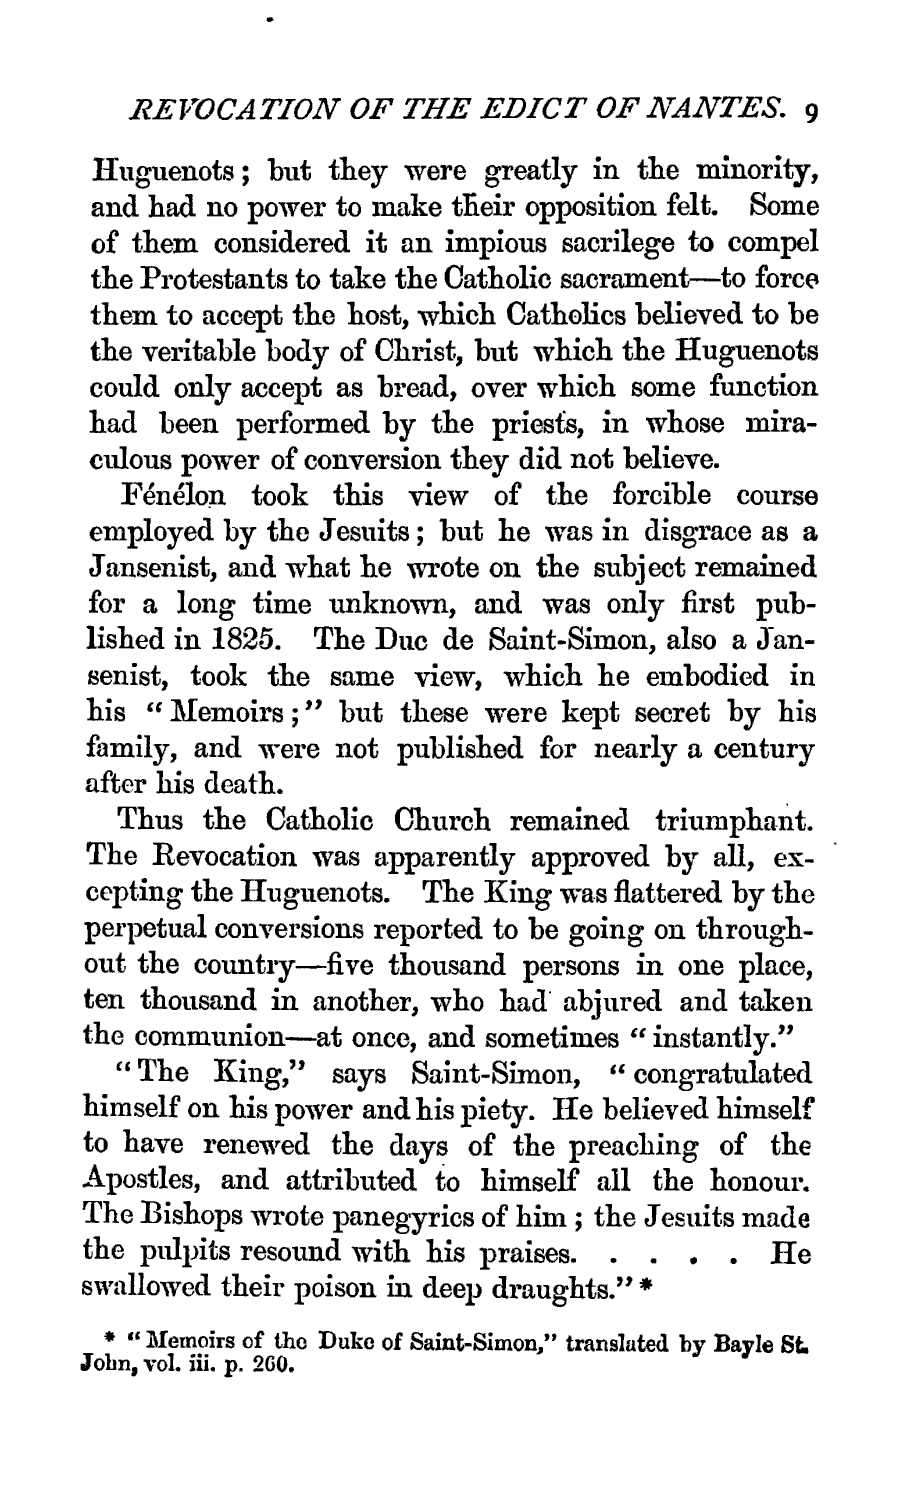 REVOCATION OF THE EDICT OF NANTES. 9
Huguenots; but they were greatly in the minority,
and had no power to make their opposition felt. Some
of them considered it an impious sacrilege to compel
the Protestants to take the Catholic sacrament—to force
them to accept the host, which Catholics believed to be
the veritable body of Christ, but which the Huguenots
could only accept as bread, over which some function
had been performed by the priests, in whose mira-
culous power of conversion they did not believe.
Fénélon took this view of the forcible course
employed by the Jesuits; but he was in disgrace as a
Jansenist, and what he wrote on the subject remained
for a long time unknown, and was only first pub-
lished in 1825. The Duc de Saint-Simon, also a Jan-
senist, took the same view, which he embodied in
his “Memoirs;” but these were kept secret by his
family, and were not published for nearly a century
after his death.
Thus the Catholic Church remained triumphant.
The Revocation was apparently approved by all, ex-
cepting the Huguenots. The King was flattered by the
perpetual conversions reported to be going on through-
out the country—five thousand persons in one place,
ten thousand in another, who had abjured and taken
the communion—at once, and sometimes “instantly.”
“The King,” says Saint-Simon, “congratulated
himself on his power and his piety. He believed himself
to have renewed the days of the preaching of the
Apostles, and attributed to himself all the honour.
The Bishops wrote panegyrics of him; the Jesuits made
the pulpits resound with his praises. . . . . He
swallowed their poison in deep draughts.” *
* “Memoirs of the Duke of Saint-Simon,” translated by Bayle St.
John, vol. iii. p. 260.